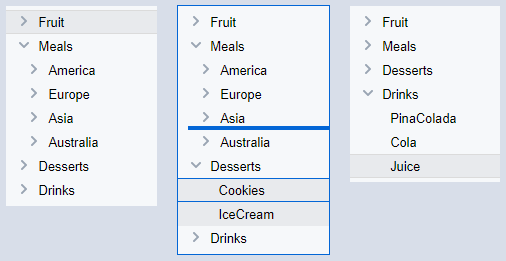 Fruit
Meals
America
Europe
Asia
Australia
Desserts
Drinks
Fruit
Meals
America
Europe
Asia
Australia
Desserts
Cookies
IceCream
Drinks
Fruit
Meals
Desserts
Drinks
PinaColada
Cola
Juice